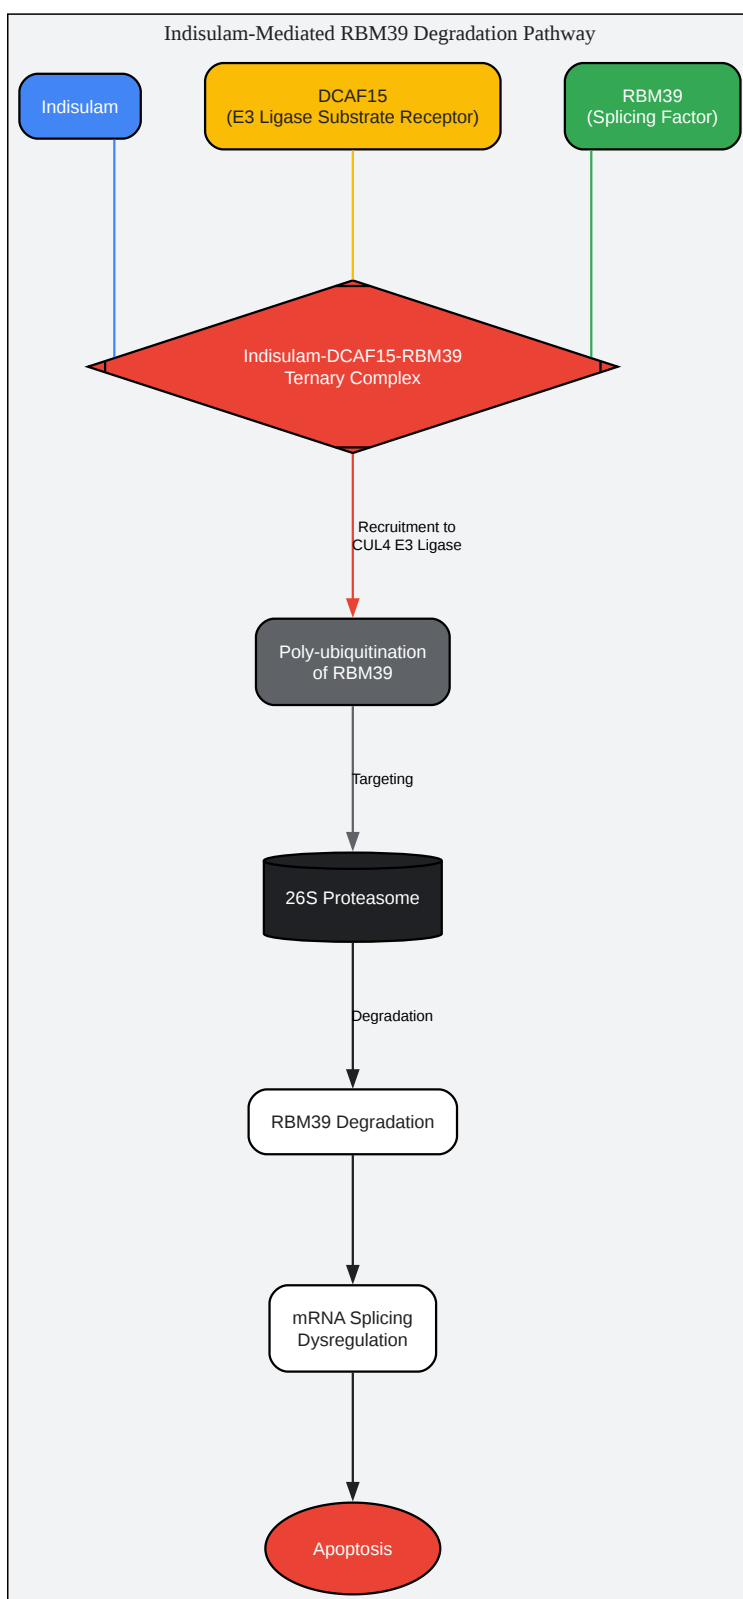 Indisulam-Mediated RBM39 Degradation Pathway
Indisulam
DCAF15
(E3 Ligase Substrate Receptor)
RBM39
(Splicing Factor)
Indisulam-DCAF15-RBM39
Ternary Complex
Recruitment to
CUL4 E3 Ligase
Poly-ubiquitination
of RBM39
Targeting
26S Proteasome
Degradation
RBM39 Degradation
mRNA Splicing
Dysregulation
Apoptosis